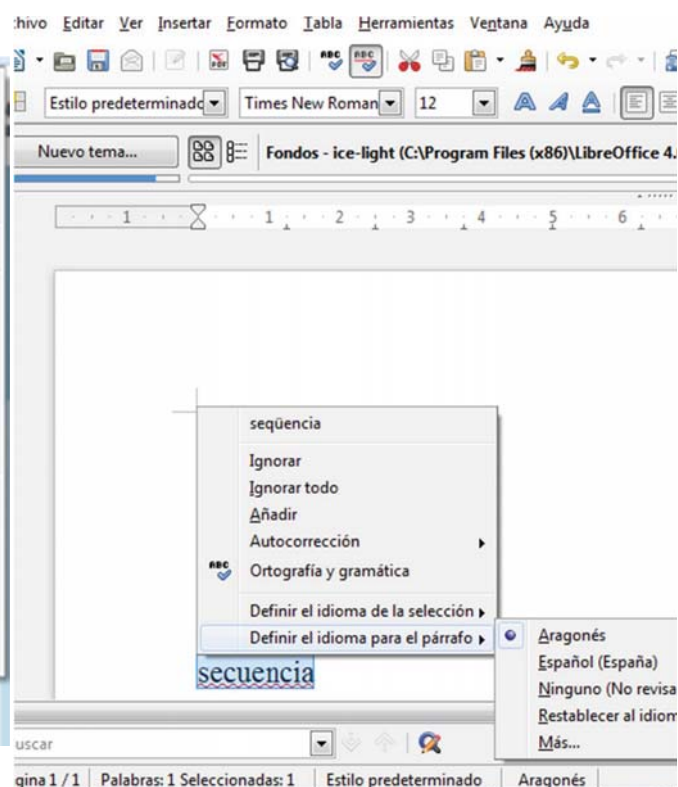 hivo Editar Ver Insertar Formato Tabla Herramientas Ventana Ayuda
Estilo predeterminado Times New Roman 12
Nuevo tema... Fondos - ice-light (C:\Program Files (x86)\LibreOffice 4.
1 1 2 3 4 5 6
seqüencia
Ignorar
Ignorar todo
Añadir
Autocorrección
ABC Ortografía y gramática
Definir el idioma de la selección
Definir el idioma para el párrafo
Aragonés
Español (España)
Ninguno (No revisa
Restablecer al idiom
Más...
secuencia
uscar
gina 1 / 1 Palabras: 1 Seleccionadas: 1 Estilo predeterminado Aragonés